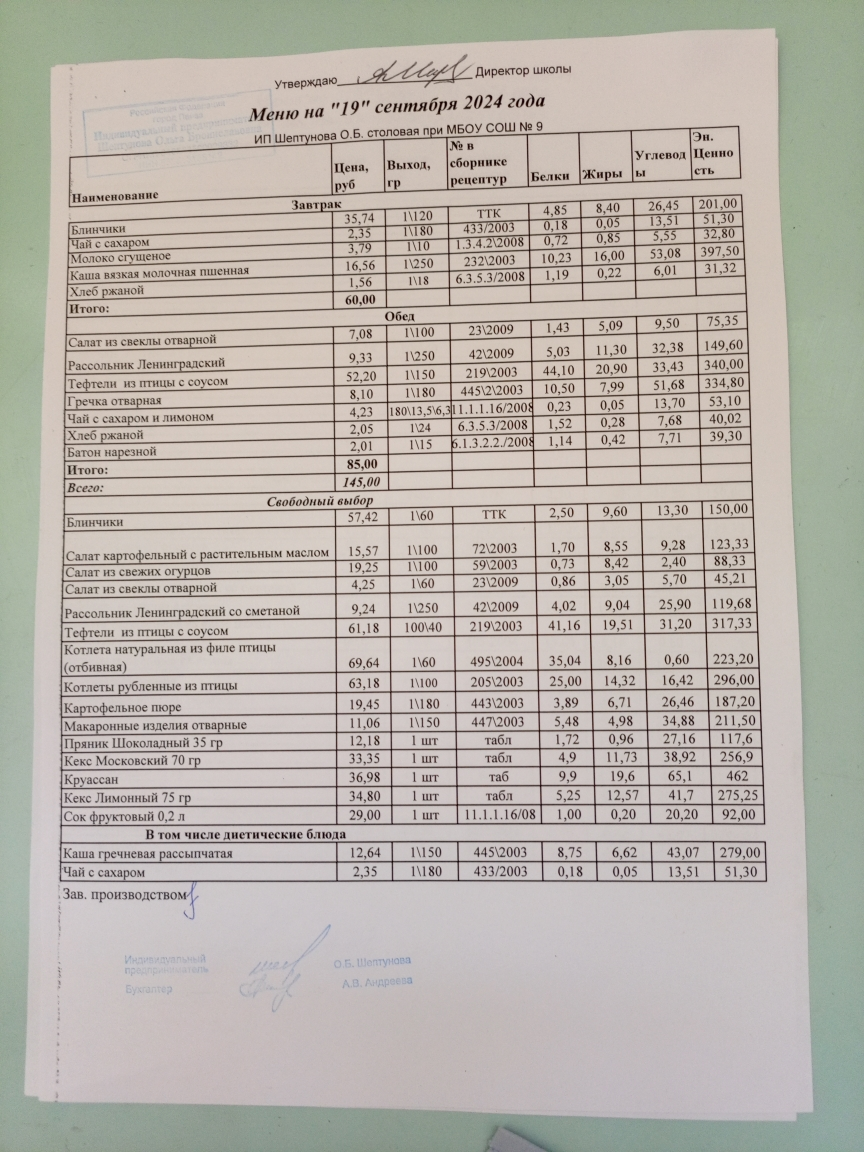 Утверждаю Директор школы
Меню на "19" сентября 2024 года
ИП Шептунова О.Б. столовая при МБОУ СОШ № 9
Наименование Цена, руб Выход, гр № в сборнике рецептур Белки Жиры Углеводы Эн. Ценность
Завтрак
Блинчики 35,74 1\120 ТТК 4,85 8,40 26,45 201,00
Чай с сахаром 2,35 1\180 433/2003 0,18 0,05 13,51 51,30
Молоко сгущеное 3,79 1\10 1.3.4.2\2008 0,72 0,85 5,55 32,80
Каша вязкая молочная пшенная 16,56 1\250 232\2003 10,23 16,00 53,08 397,50
Хлеб ржаной 1,56 1\18 6.3.5.3/2008 1,19 0,22 6,01 31,32
Итого: 60,00
Обед
Салат из свеклы отварной 7,08 1\100 23\2009 1,43 5,09 9,50 75,35
Рассольник Ленинградский 9,33 1\250 42\2009 5,03 11,30 32,38 149,60
Тефтели из птицы с соусом 52,20 1\150 219\2003 44,10 20,90 33,43 340,00
Гречка отварная 8,10 1\180 445\2\2003 10,50 7,99 51,68 334,80
Чай с сахаром и лимоном 4,23 180\13,5\6,3 11.1.1.16/2008 0,23 0,05 13,70 53,10
Хлеб ржаной 2,05 1\24 6.3.5.3/2008 1,52 0,28 7,68 40,02
Батон нарезной 2,01 1\15 6.1.3.2.2./2008 1,14 0,42 7,71 39,30
Итого: 85,00
Всего: 145,00
Свободный выбор
Блинчики 57,42 1\60 ТТК 2,50 9,60 13,30 150,00
Салат картофельный с растительным маслом 15,57 1\100 72\2003 1,70 8,55 9,28 123,33
Салат из свежих огурцов 19,25 1\100 59\2003 0,73 8,42 2,40 88,33
Салат из свеклы отварной 4,25 1\60 23\2009 0,86 3,05 5,70 45,21
Рассольник Ленинградский со сметаной 9,24 1\250 42\2009 4,02 9,04 25,90 119,68
Тефтели из птицы с соусом 61,18 100\40 219\2003 41,16 19,51 31,20 317,33
Котлета натуральная из филе птицы
(отбивная) 69,64 1\60 495\2004 35,04 8,16 0,60 223,20
Котлеты рубленные из птицы 63,18 1\100 205\2003 25,00 14,32 16,42 296,00
Картофельное пюре 19,45 1\180 443\2003 3,89 6,71 26,46 187,20
Макаронные изделия отварные 11,06 1\150 447\2003 5,48 4,98 34,88 211,50
Пряник Шоколадный 35 гр 12,18 1 шт табл 1,72 0,96 27,16 117,6
Кекс Московский 70 гр 33,35 1 шт табл 4,9 11,73 38,92 256,9
Круассан 36,98 1 шт таб 9,9 19,6 65,1 462
Кекс Лимонный 75 гр 34,80 1 шт табл 5,25 12,57 41,7 275,25
Сок фруктовый 0,2 л 29,00 1 шт 11.1.1.16/08 1,00 0,20 20,20 92,00
В том числе диетические блюда
Каша гречневая рассыпчатая 12,64 1\150 445\2003 8,75 6,62 43,07 279,00
Чай с сахаром 2,35 1\180 433/2003 0,18 0,05 13,51 51,30
Зав. производством
Индивидуальный
предприниматель О.Б. Шептунова
Бухгалтер А.В. Андреева